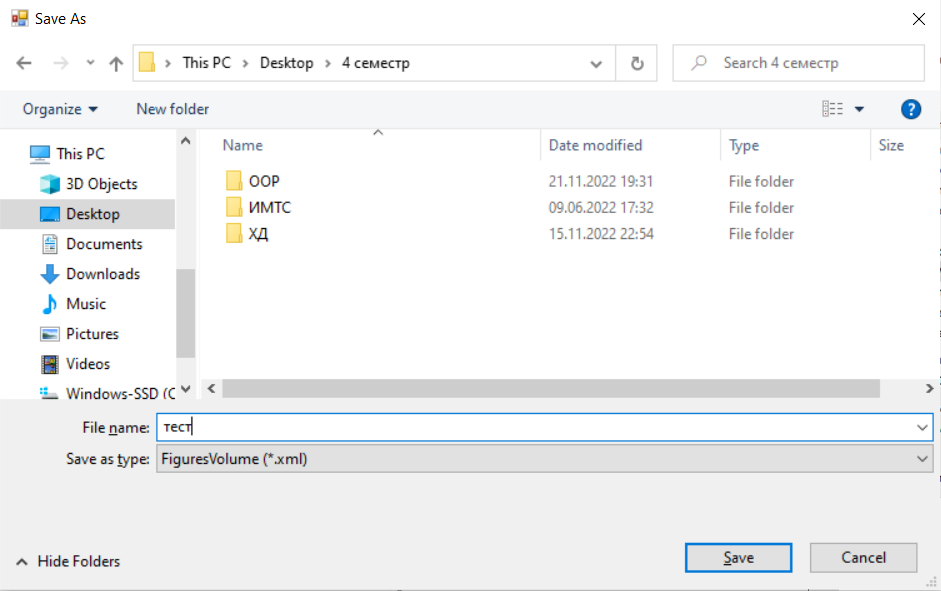 Save As
This PC Desktop 4 семестр Search 4 семестр
Organize New folder ?
Name Date modified Type Size
This PC
3D Objects
Desktop
Documents
Downloads
Music
Pictures
Videos
Windows-SSD (C
OOP 21.11.2022 19:31 File folder
ИМТС 09.06.2022 17:32 File folder
ХД 15.11.2022 22:54 File folder
File name: тест
Save as type: FiguresVolume (*.xml)
Hide Folders Save Cancel